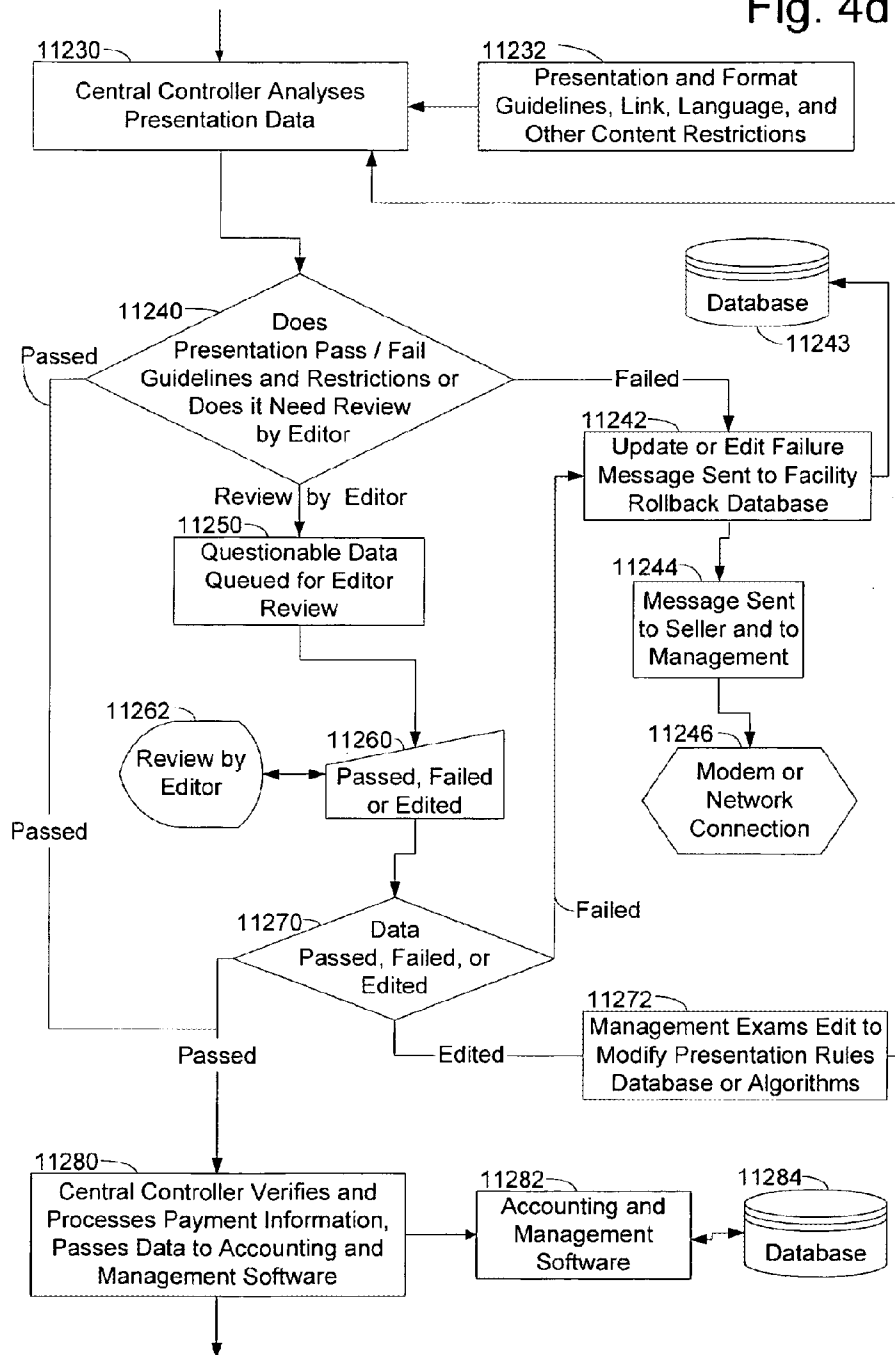 Fig. 4d
11230
Central Controller Analyses
Presentation Data
11232
Presentation and Format
Guidelines, Link, Language, and
Other Content Restrictions
11240
Does
Presentation Pass / Fail
Guidelines and Restrictions or
Does it Need Review
by Editor
Passed
Failed
Database
11243
11242
Update or Edit Failure
Message Sent to Facility
Rollback Database
Review by Editor
11250
Questionable Data
Queued for Editor
Review
11244
Message Sent
to Seller and to
Management
11262
Review by
Editor
11260
Passed, Failed
or Edited
11246
Modem or
Network
Connection
Passed
11270
Data
Passed, Failed, or
Edited
Failed
Passed
Edited
11272
Management Exams Edit to
Modify Presentation Rules
Database or Algorithms
11280
Central Controller Verifies and
Processes Payment Information,
Passes Data to Accounting and
Management Software
11282
Accounting and
Management
Software
11284
Database